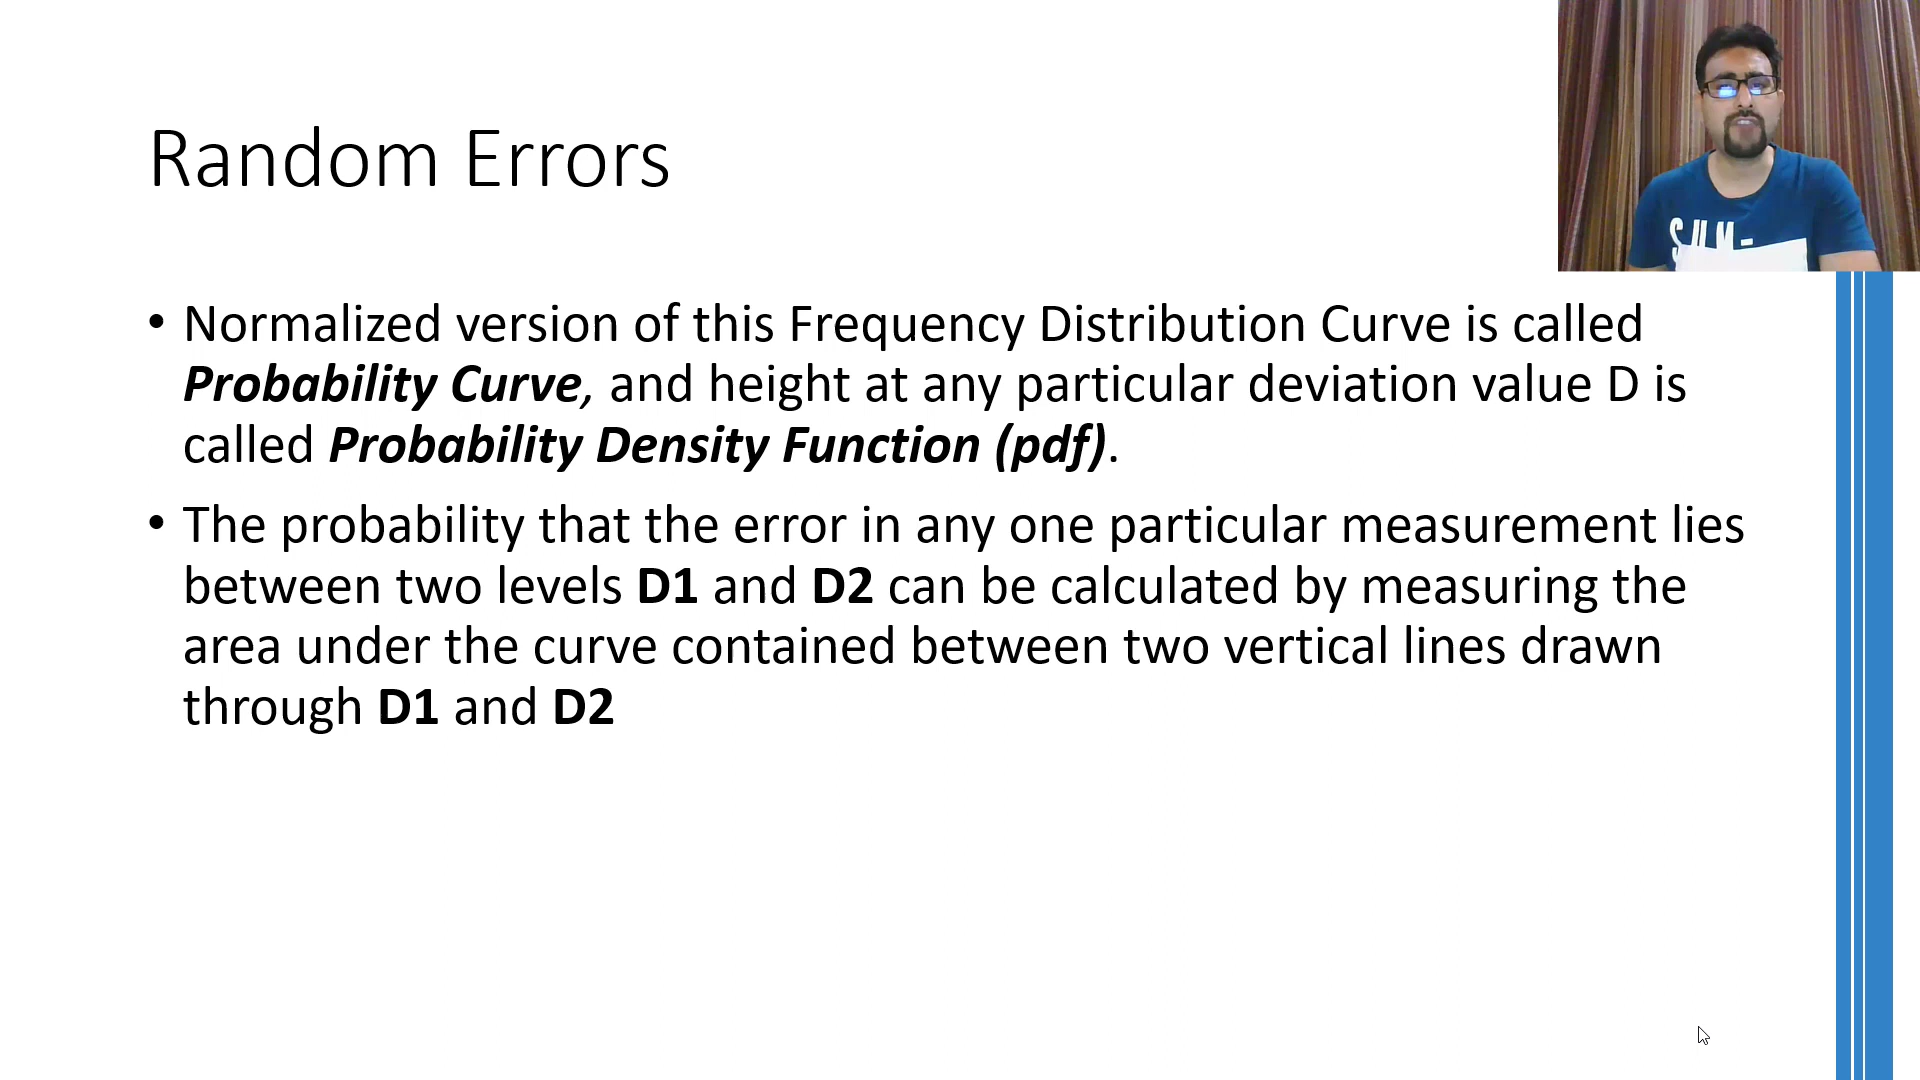 Random Errors
• Normalized version of this Frequency Distribution Curve is called
Probability Curve, and height at any particular deviation value D is
called Probability Density Function (pdf).
• The probability that the error in any one particular measurement lies
between two levels D1 and D2 can be calculated by measuring the
area under the curve contained between two vertical lines drawn
through D1 and D2